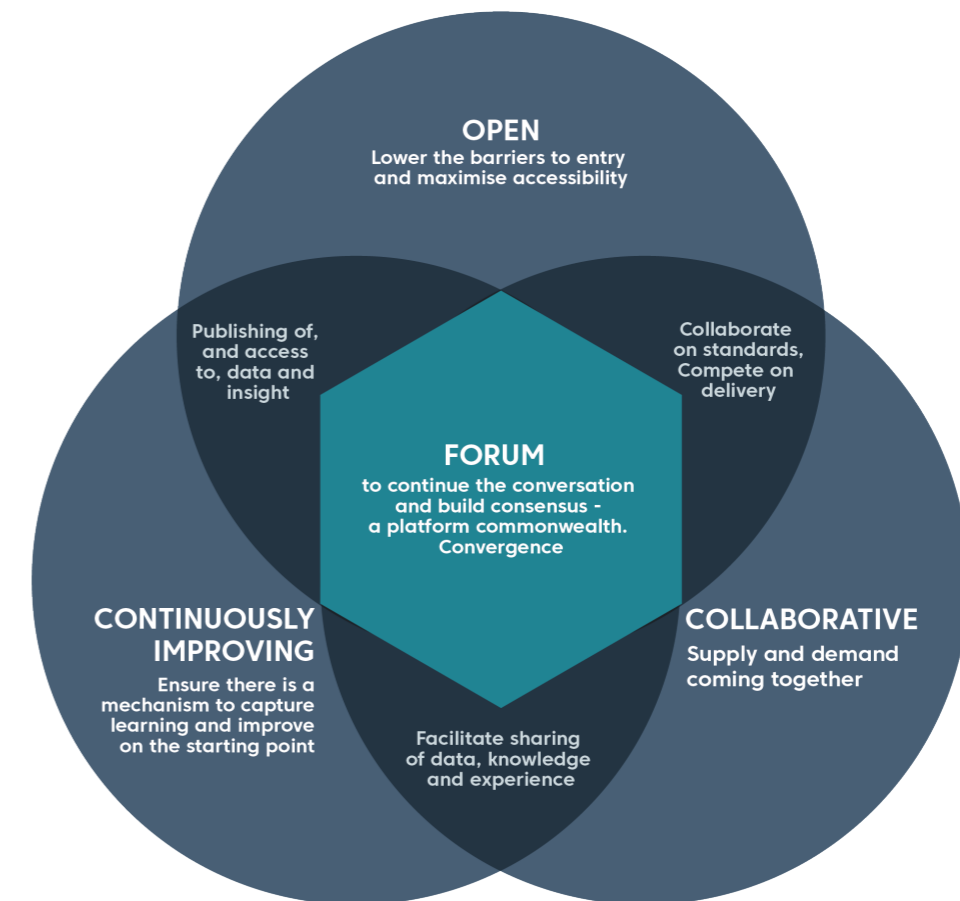 OPEN
Lower the barriers to entry
and maximise accessibility
Publishing of,
and access
to, data and
insight
Collaborate
on standards,
Compete on
delivery
FORUM
to continue the conversation
and build consensus -
a platform commonwealth.
Convergence
CONTINUOUSLY
IMPROVING
Ensure there is a
mechanism to capture
learning and improve
on the starting point
COLLABORATIVE
Supply and demand
coming together
Facilitate sharing
of data, knowledge
and experience